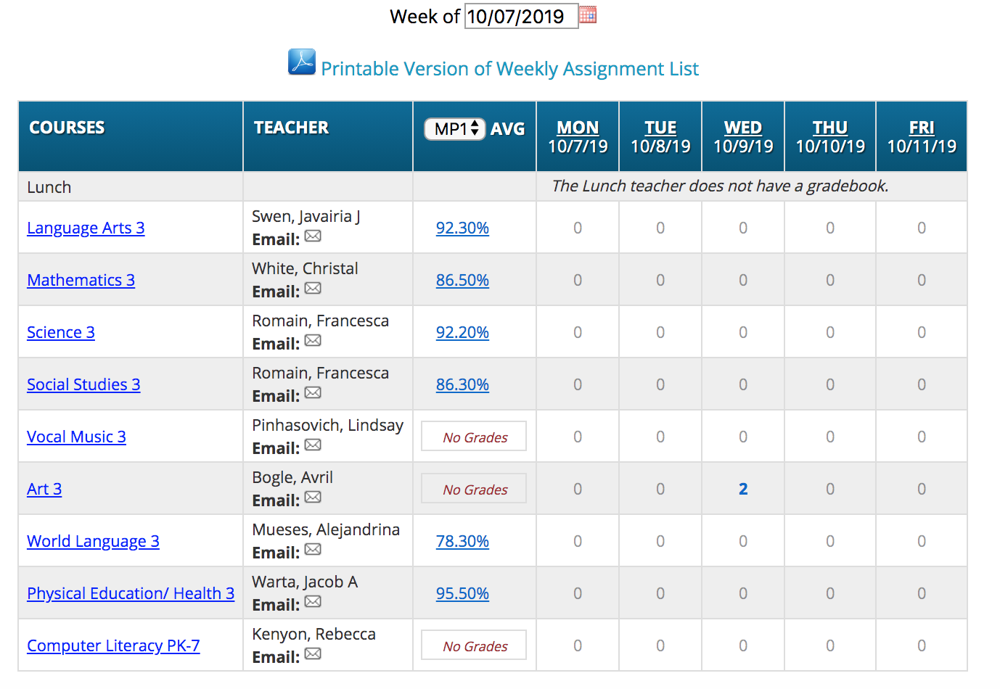 Week of 10/07/2019
Printable Version of Weekly Assignment List
COURSES TEACHER MP1 AVG MON TUE WED THU FRI
10/7/19 10/8/19 10/9/19 10/10/19 10/11/19
Lunch The Lunch teacher does not have a gradebook.
Swen, Javairia J
Language Arts 3 92.30% 0 0 0 0 0
Email:
White, Christal
Mathematics 3 86.50% 0 0 0 0 0
Email:
Romain, Francesca
Science 3 92.20% 0 0 0 0 0
Email:
Romain, Francesca
Social Studies 3 86.30% 0 0 0 0 0
Email:
Pinhasovich, Lindsay
Vocal Music 3 No Grades 0 0 0 0 0
Email:
Bogle, Avril
Art 3 No Grades 0 0 2 0 0
Email:
Mueses, Alejandrina
World Language 3 78.30% 0 0 0 0 0
Email:
Warta, Jacob A
Physical Education/ Health 3 95.50% 0 0 0 0 0
Email:
Kenyon, Rebecca
Computer Literacy PK-7 No Grades 0 0 0 0 0
Email: